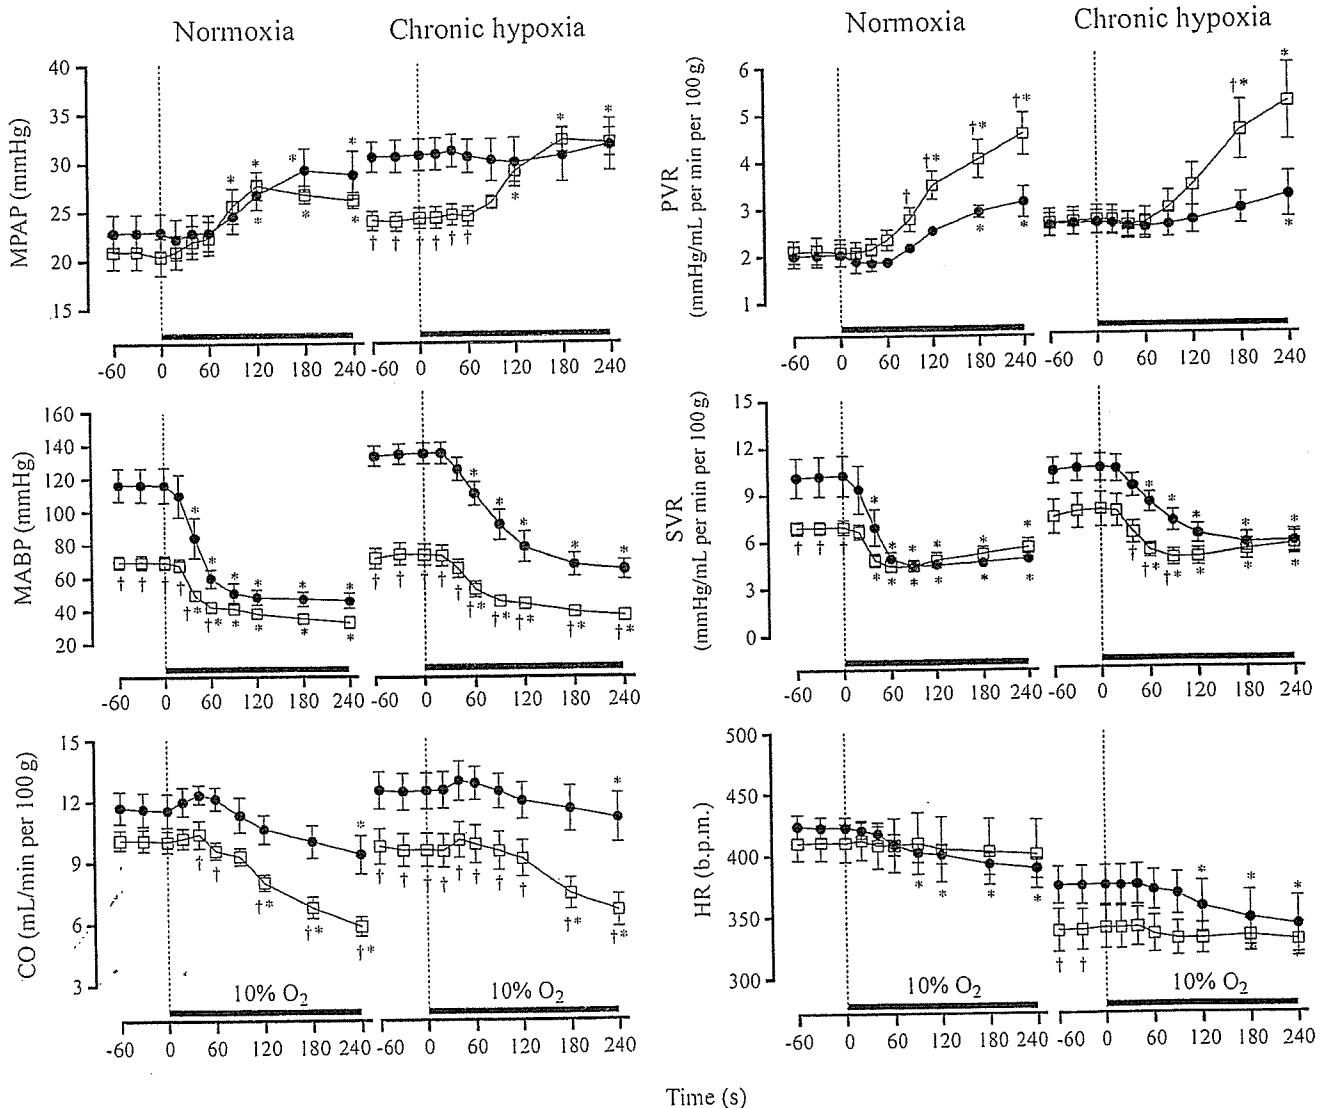 Normoxia
Chronic hypoxia
MPAP (mmHg)
40
35
30
25
20
15
* * * * * * *
* * *
† † † † † †
-60 0 60 120 180 240
-60 0 60 120 180 240
Normoxia
Chronic hypoxia
PVR
(mmHg/mL per min per 100g)
6
5
4
3
2
1
† †* †* †*
* *
†* * *
-60 0 60 120 180 240
-60 0 60 120 180 240
MABP (mmHg)
160
140
120
100
80
60
40
20
* * * * * *
† † † † †* †* * * * *
* * * * * *
† † † † † †* †* †* †* †*
-60 0 60 120 180 240
-60 0 60 120 180 240
SVR
(mmHg/mL per min per 100g)
15
12
9
6
3
0
* * * * *
† † † * * * * * *
* * * * *
† †* †* * * *
-60 0 60 120 180 240
-60 0 60 120 180 240
CO (mL/min per 100g)
15
12
9
6
3
*
† † †* †* †*
*
† † † † † † † † †* †*
10% O2
10% O2
-60 0 60 120 180 240
-60 0 60 120 180 240
HR (b.p.m.)
500
450
400
350
300
* * * *
* * *
† †
10% O2
10% O2
-60 0 60 120 180 240
-60 0 60 120 180 240
Time (s)